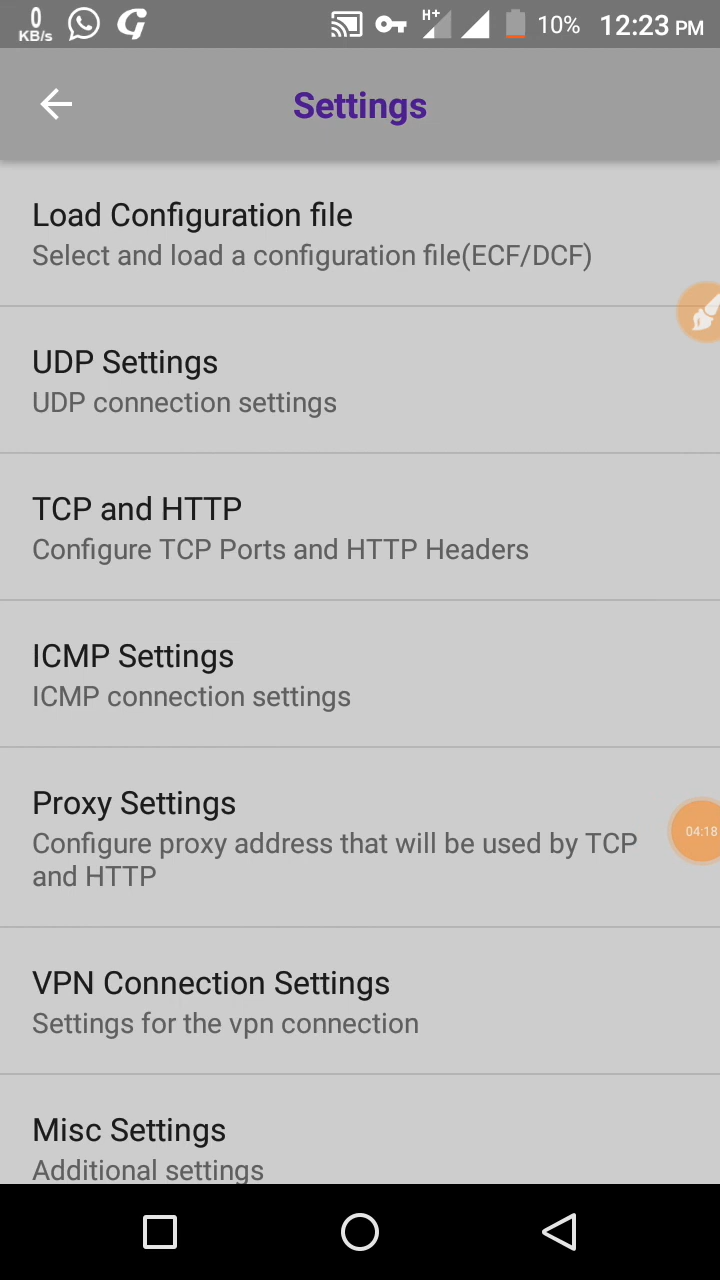 0
KB/s
G
H+
10%
12:23 PM
Settings
Load Configuration file
Select and load a configuration file(ECF/DCF)
UDP Settings
UDP connection settings
TCP and HTTP
Configure TCP Ports and HTTP Headers
ICMP Settings
ICMP connection settings
Proxy Settings
Configure proxy address that will be used by TCP
and HTTP
04:18
VPN Connection Settings
Settings for the vpn connection
Misc Settings
Additional settings